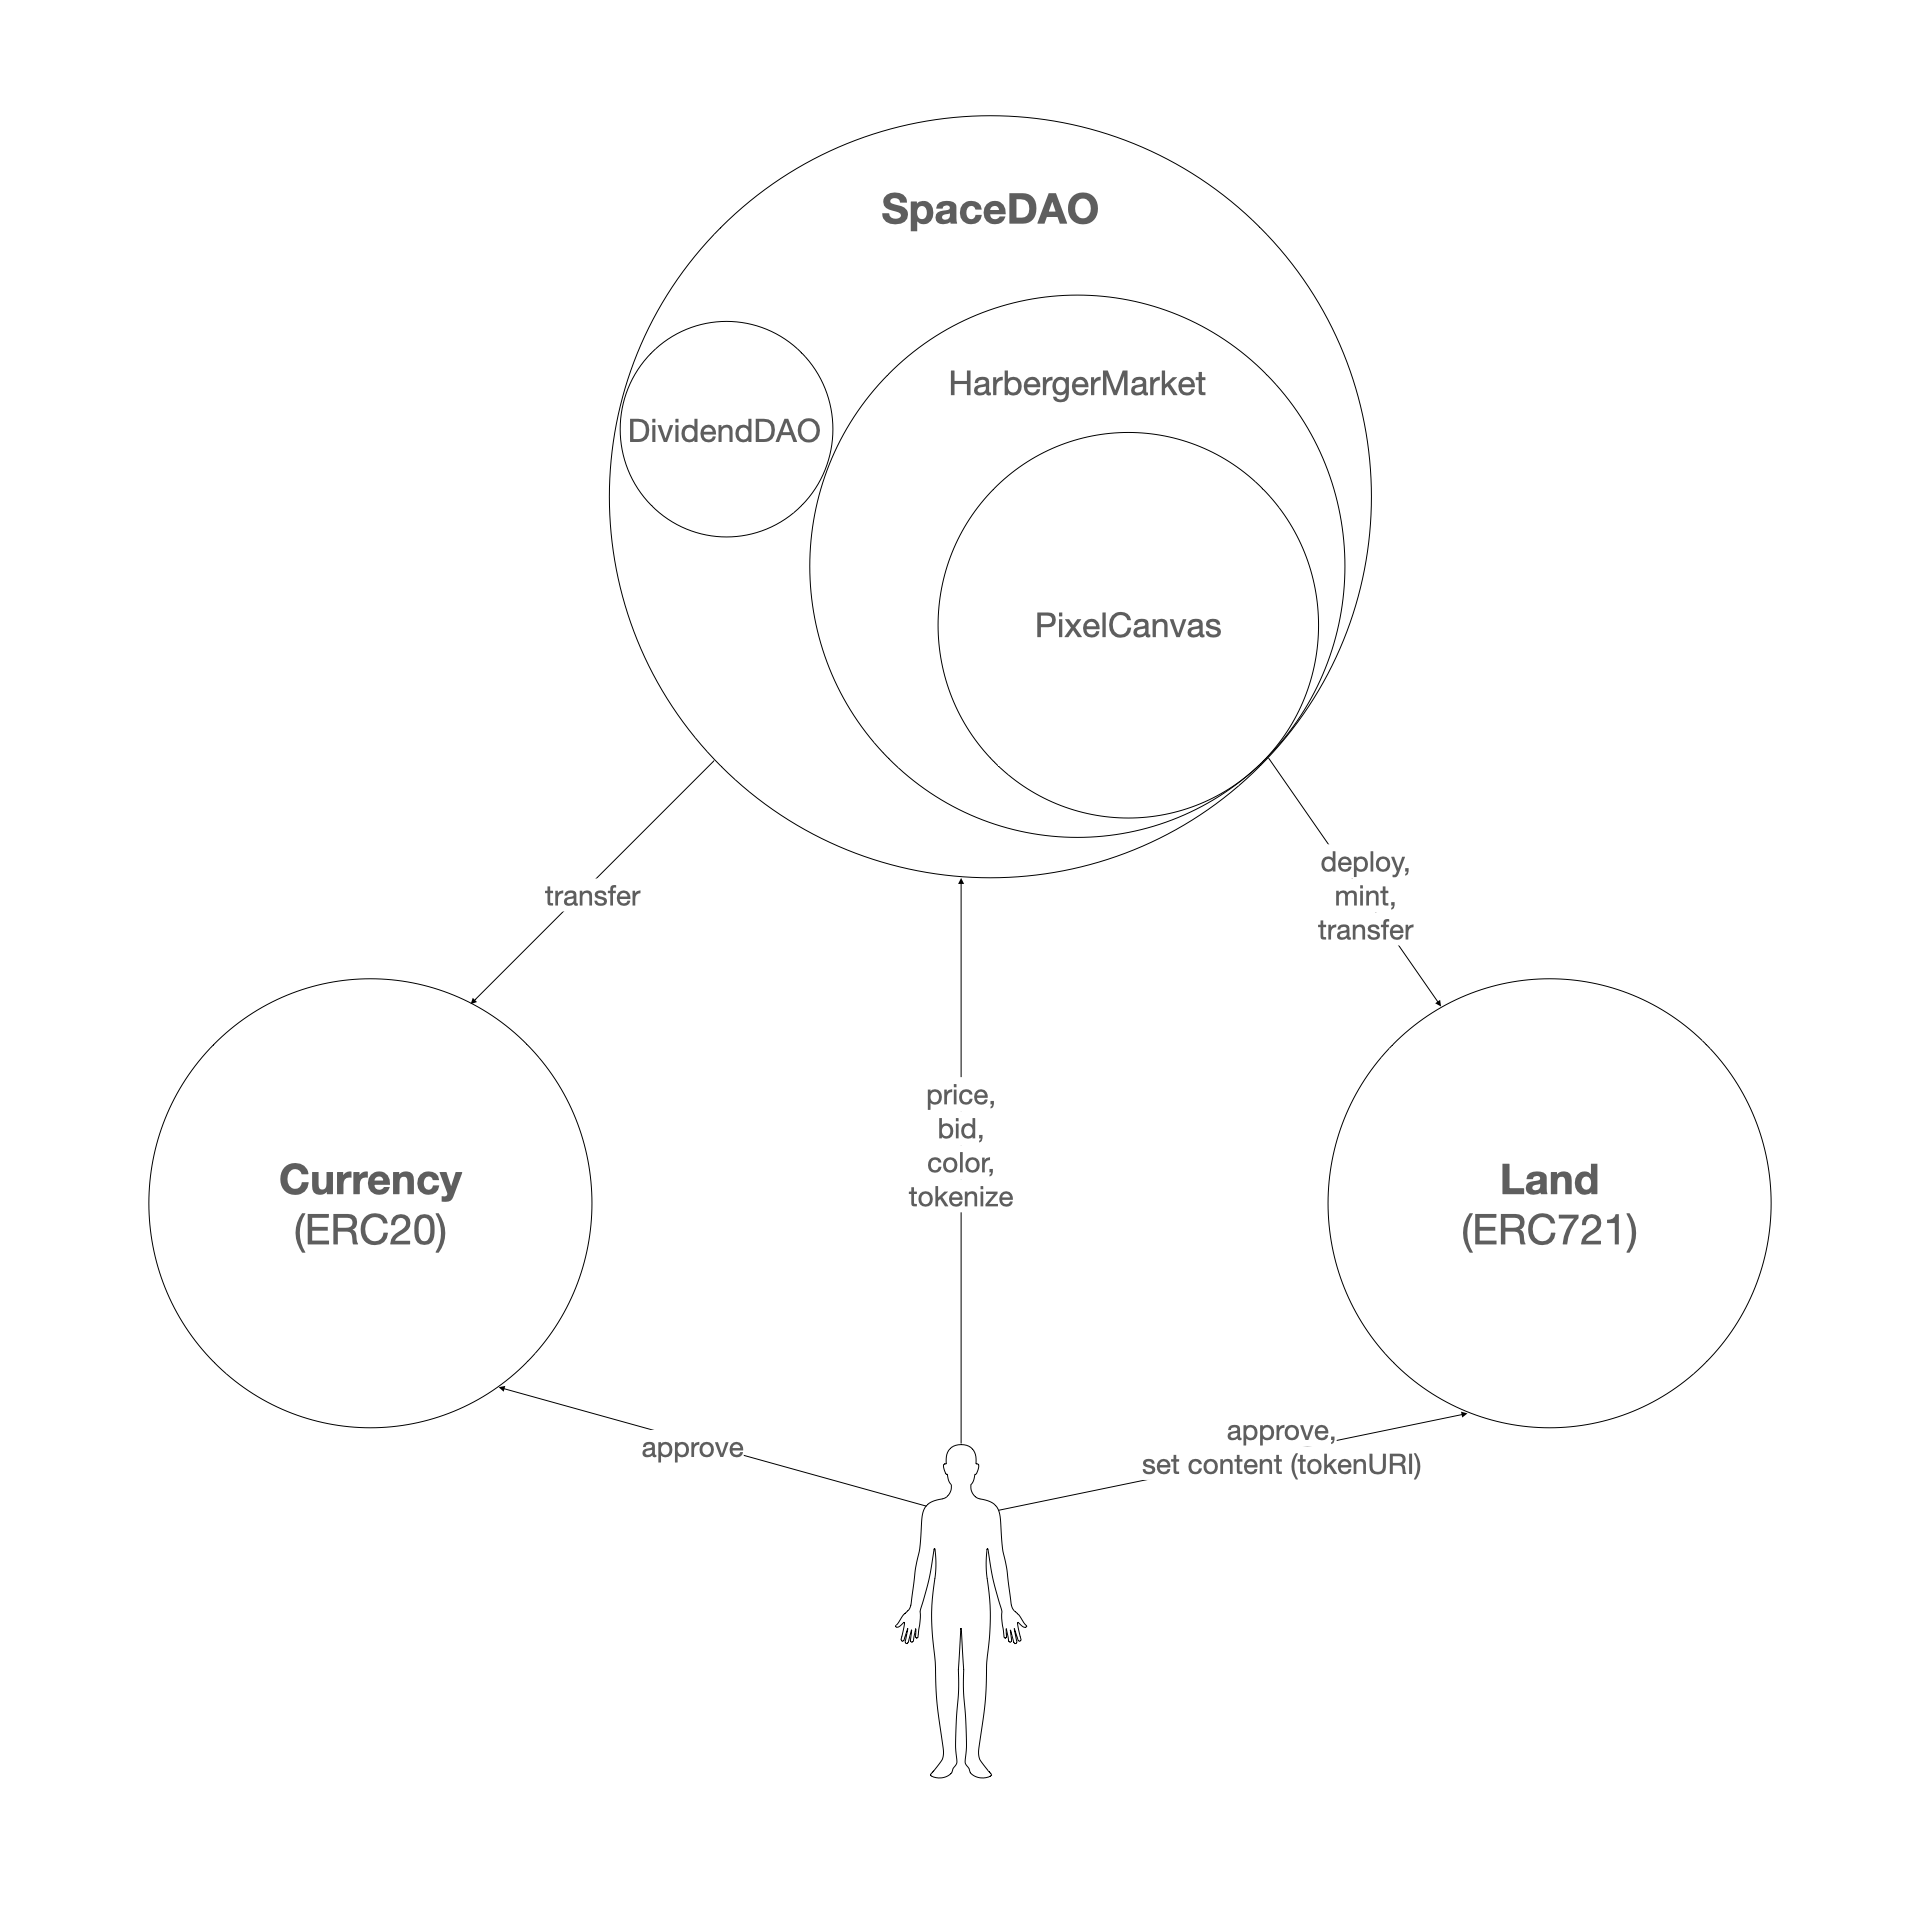 SpaceDAO
HarbergerMarket
DividendDAO
PixelCanvas
transfer
deploy,
mint,
transfer
price,
bid,
color,
tokenize
Currency
(ERC20)
Land
(ERC721)
approve
approve,
set content (tokenURI)